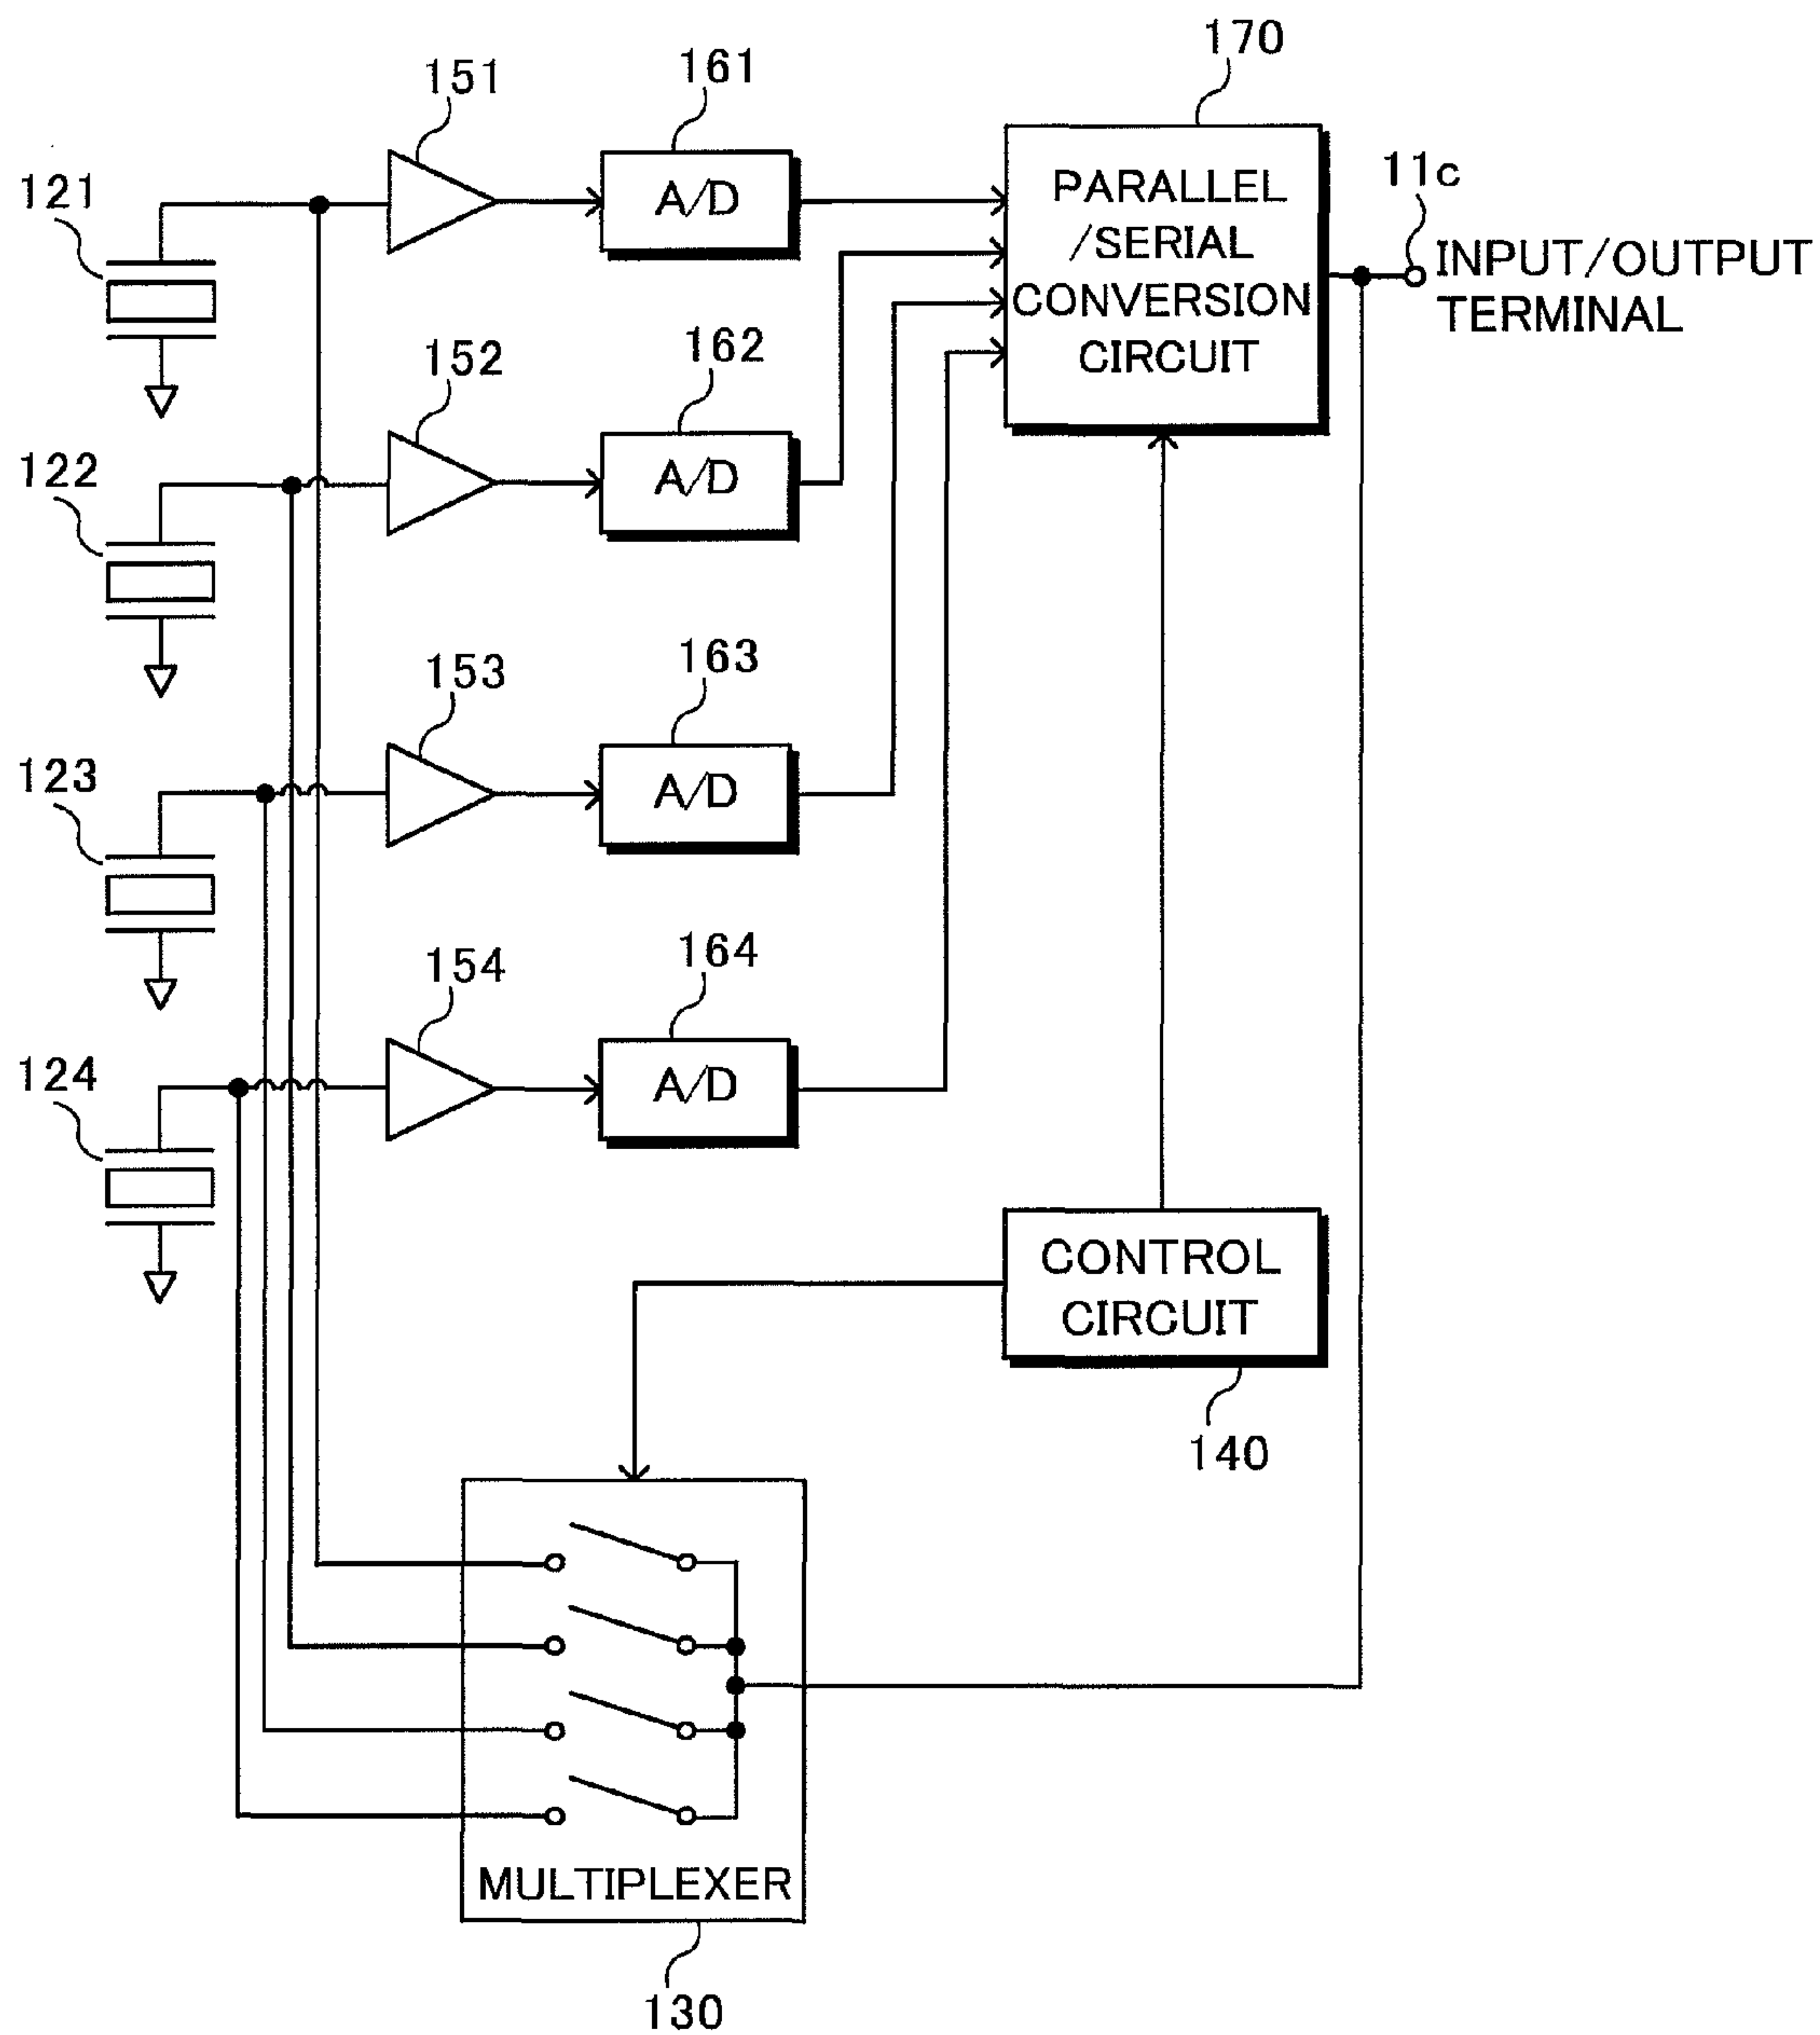 170
161
151
11c
121
A/D
PARALLEL
/SERIAL
CONVERSION
CIRCUIT
INPUT/OUTPUT
TERMINAL
152
162
122
A/D
153
163
123
A/D
154
164
124
A/D
CONTROL
CIRCUIT
140
MULTIPLEXER
130